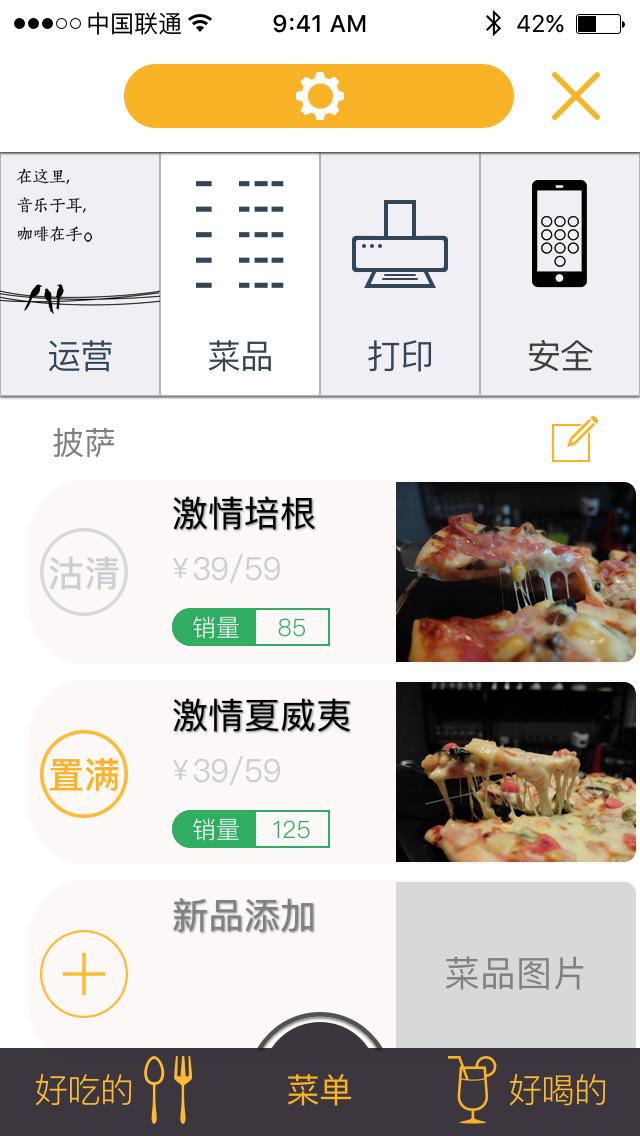 中国联通 9:41 AM 42%
在这里,
音乐于耳,
咖啡在手。
运营 菜品 打印 安全
披萨
激情培根
沽清
¥39/59
销量 85
激情夏威夷
置满
¥39/59
销量 125
新品添加
菜品图片
好吃的 菜单 好喝的